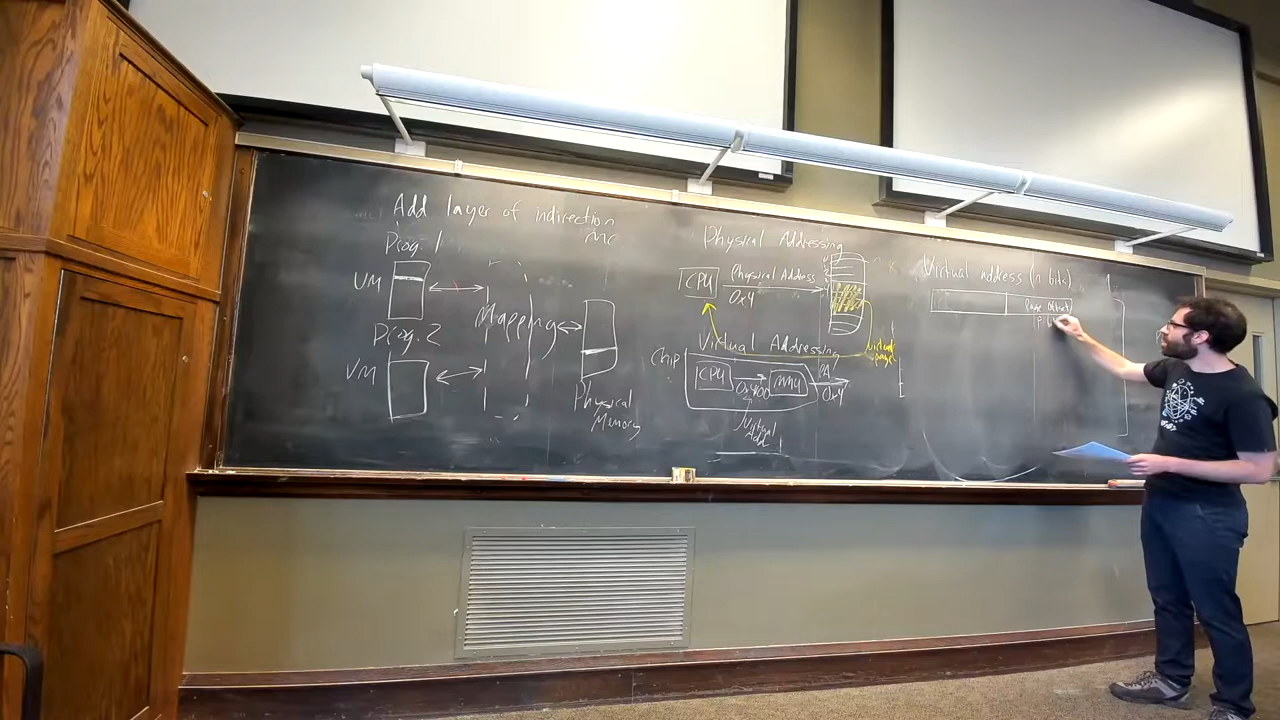 Add layer of indirection
Prog. 1
VM
Prog. 2
VM
Mapping
Physical
Memory
Physical Addressing
CPU
Physical Address
0x4
Virtual Addressing
Chip
CPU
0x400
MMU
PA
0x4
Virtual
Addr
Virtual
page
Virtual address (n bits)
Page Offset